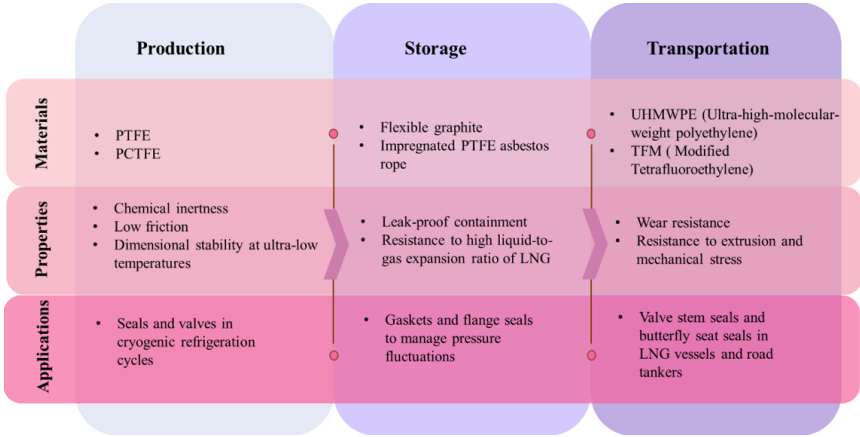 Production
Storage
Transportation
Materials
• PTFE
• PCTFE
• Flexible graphite
• Impregnated PTFE asbestos
rope
• UHMWPE (Ultra-high-molecular-
weight polyethylene)
• TFM ( Modified
Tetrafluoroethylene)
Properties
• Chemical inertness
• Low friction
• Dimensional stability at ultra-low
temperatures
• Leak-proof containment
• Resistance to high liquid-to-
gas expansion ratio of LNG
• Wear resistance
• Resistance to extrusion and
mechanical stress
Applications
• Seals and valves in
cryogenic refrigeration
cycles
• Gaskets and flange seals
to manage pressure
fluctuations
• Valve stem seals and
butterfly seat seals in
LNG vessels and road
tankers